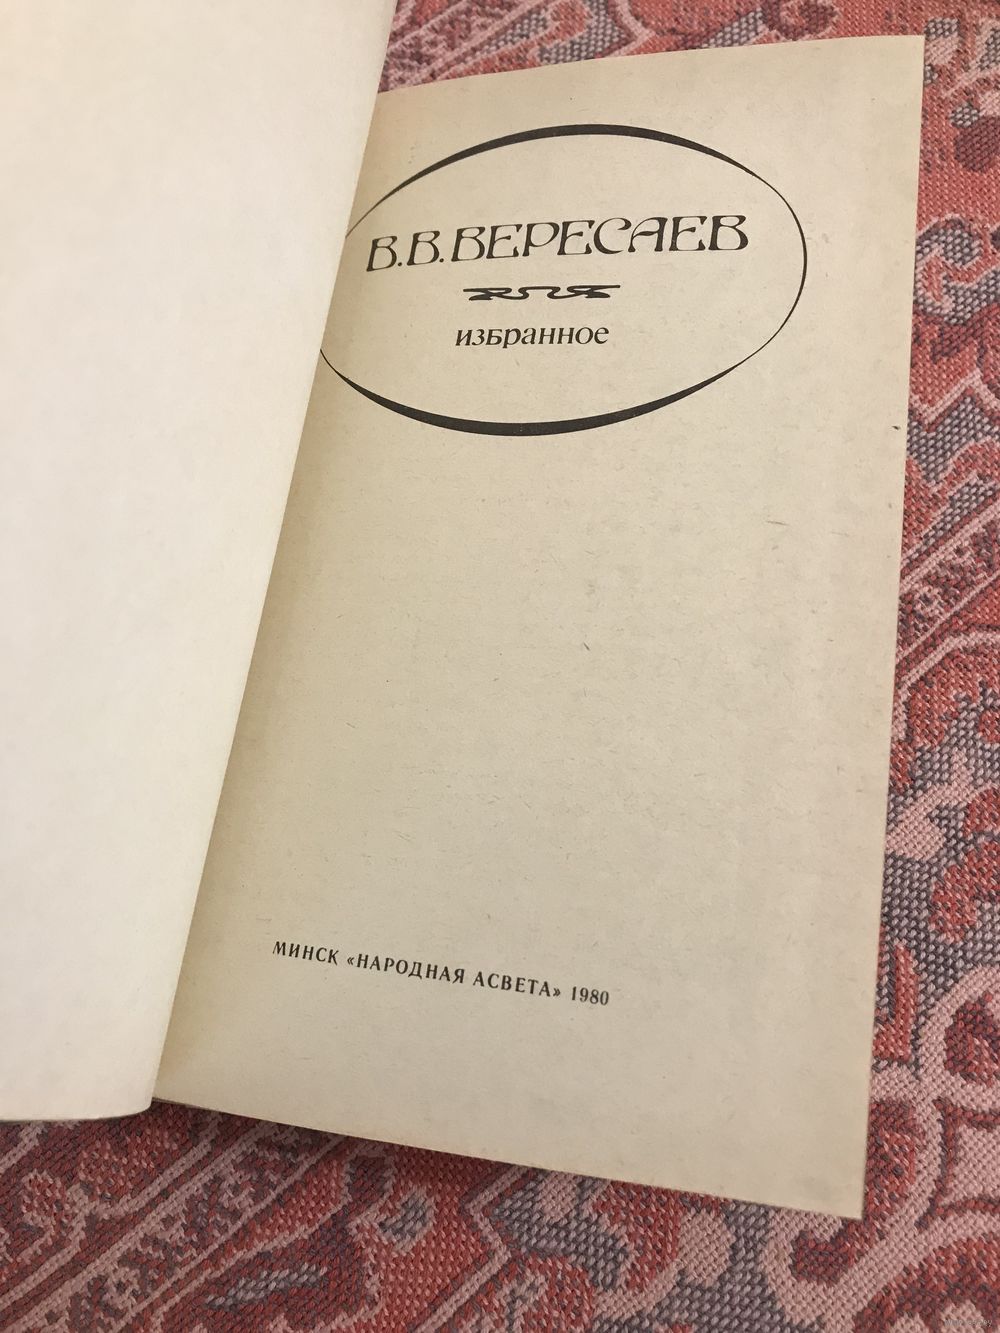 В.В.ВЕРЕСАЕВ
избранное
МИНСК «НАРОДНАЯ АСВЕТА» 1980